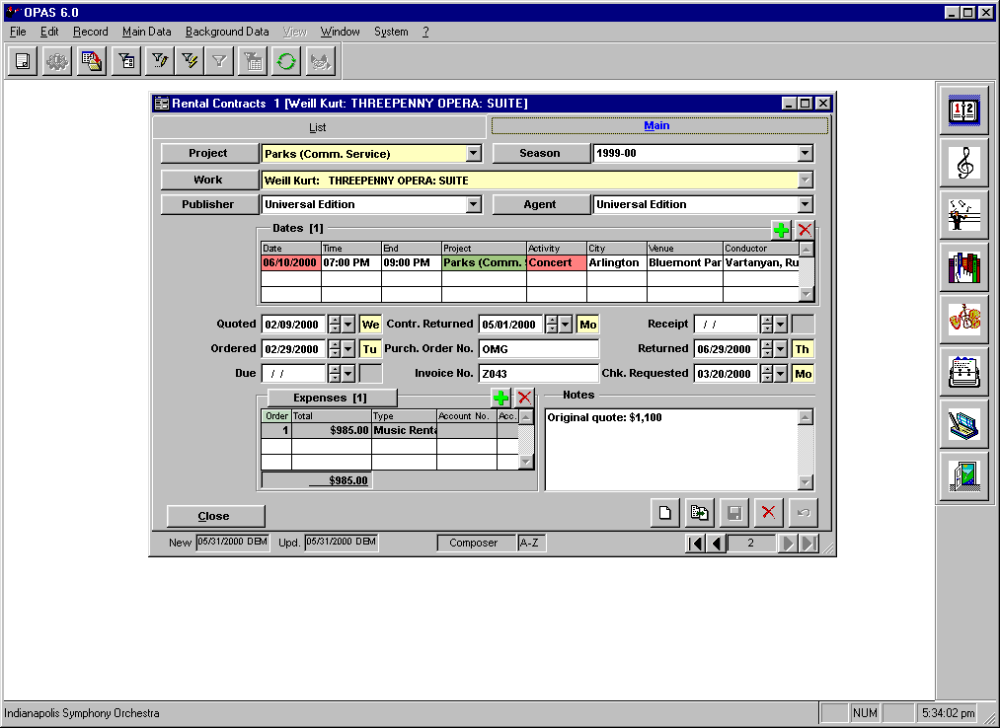 OPAS 6.0
File Edit Record Main Data Background Data View Window System ?
Rental Contracts 1 [Weill Kurt: THREEPENNY OPERA: SUITE]
List Main
Project Parks (Comm. Service) Season 1999-00
Work Weill Kurt: THREEPENNY OPERA: SUITE
Publisher Universal Edition Agent Universal Edition
Dates [1]
Date Time End Project Activity City Venue Conductor
06/10/2000 07:00 PM 09:00 PM Parks (Comm. Concert Arlington Bluemont Par Vartanyan, Ru
Quoted 02/09/2000 We Contr. Returned 05/01/2000 Mo Receipt / /
Ordered 02/29/2000 Tu Purch. Order No. OMG Returned 06/29/2000 Th
Due / / Invoice No. Z043 Chk. Requested 03/20/2000 Mo
Expenses [1] Notes
Order Total Type Account No. Acc.
1 $985.00 Music Renta
$985.00
Original quote: $1,100
Close
New 05/31/2000 DEM Upd. 05/31/2000 DEM Composer A-Z 2
1 2
Indianapolis Symphony Orchestra NUM 5:34:02 pm